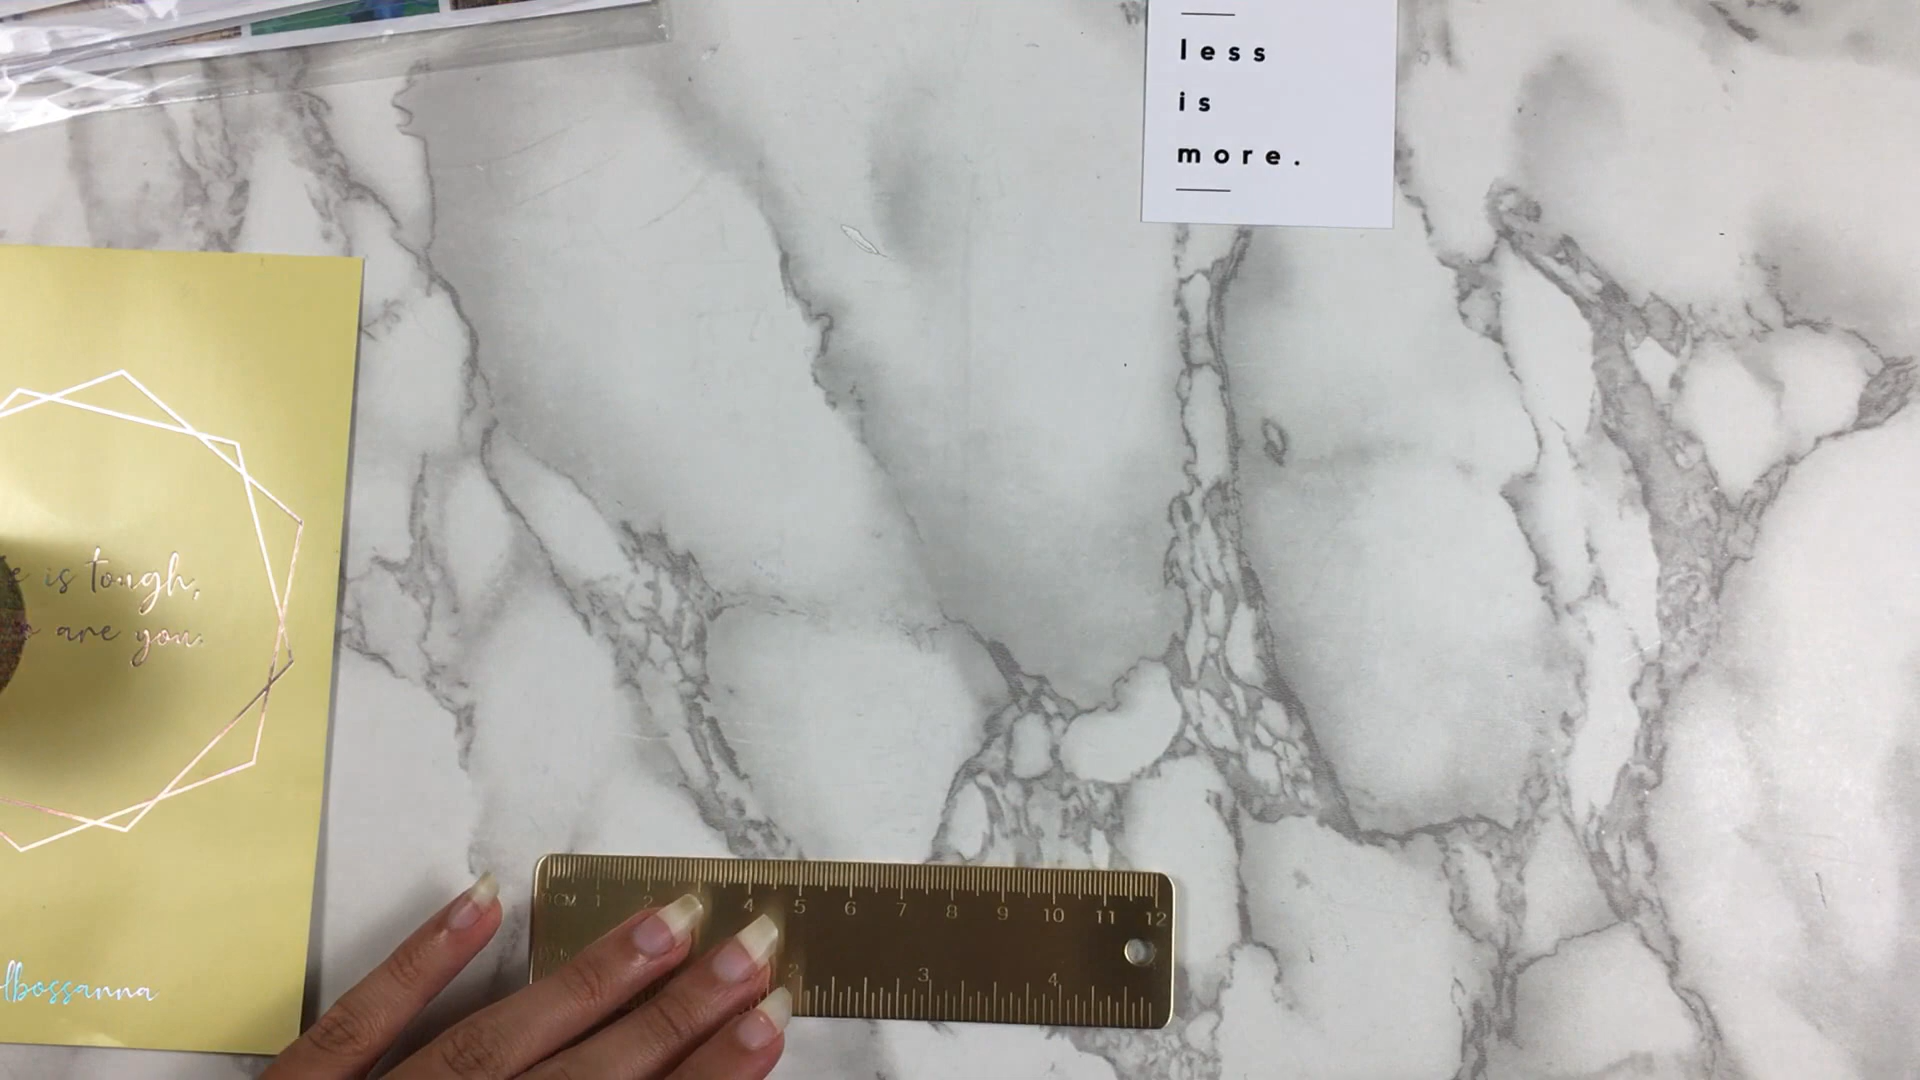 less
is
more.
is tough,
are you.
lbossanna
CM 1 2 4 5 6 7 8 9 10 11 12
2 3 4